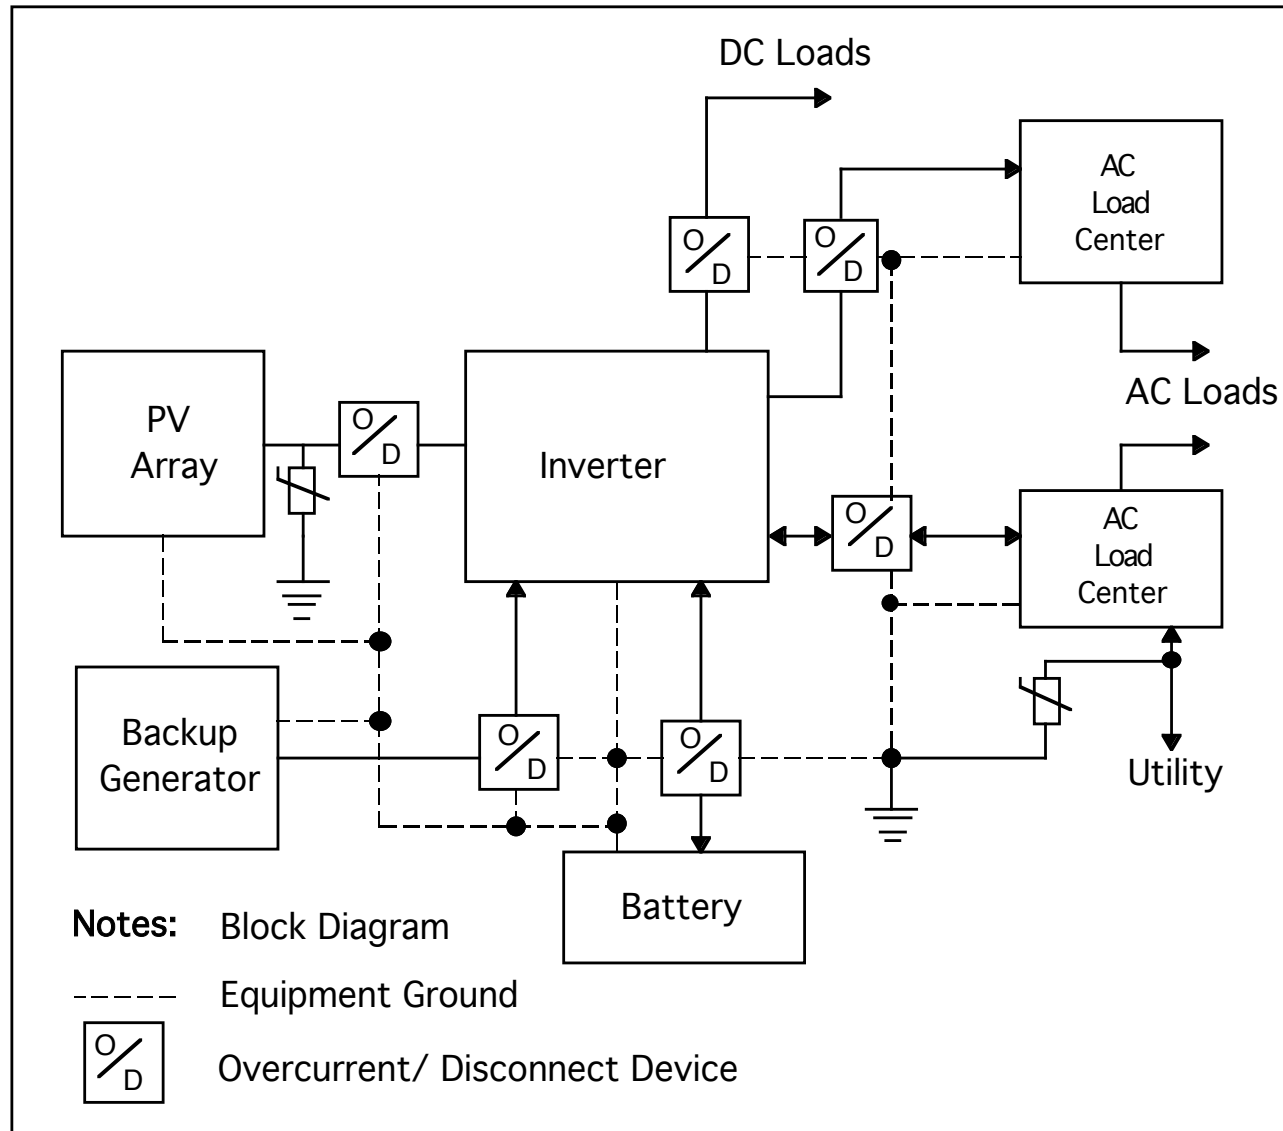 DC Loads
AC
Load
Center
O/D
O/D
AC Loads
PV
Array
O/D
Inverter
O/D
AC
Load
Center
Backup
Generator
O/D
O/D
Utility
Battery
Notes: Block Diagram
Equipment Ground
O/D
Overcurrent/ Disconnect Device